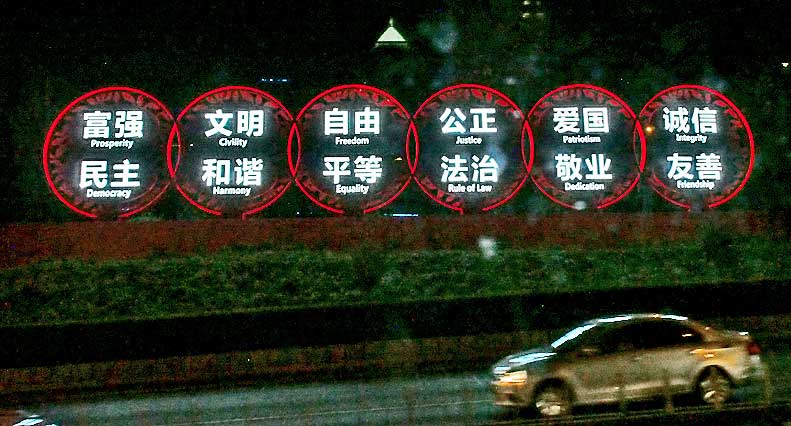 富强
Prosperity
民主
Democracy
文明
Civility
和谐
Harmony
自由
Freedom
平等
Equality
公正
Justice
法治
Rule of Law
爱国
Patriotism
敬业
Dedication
诚信
Integrity
友善
Friendship